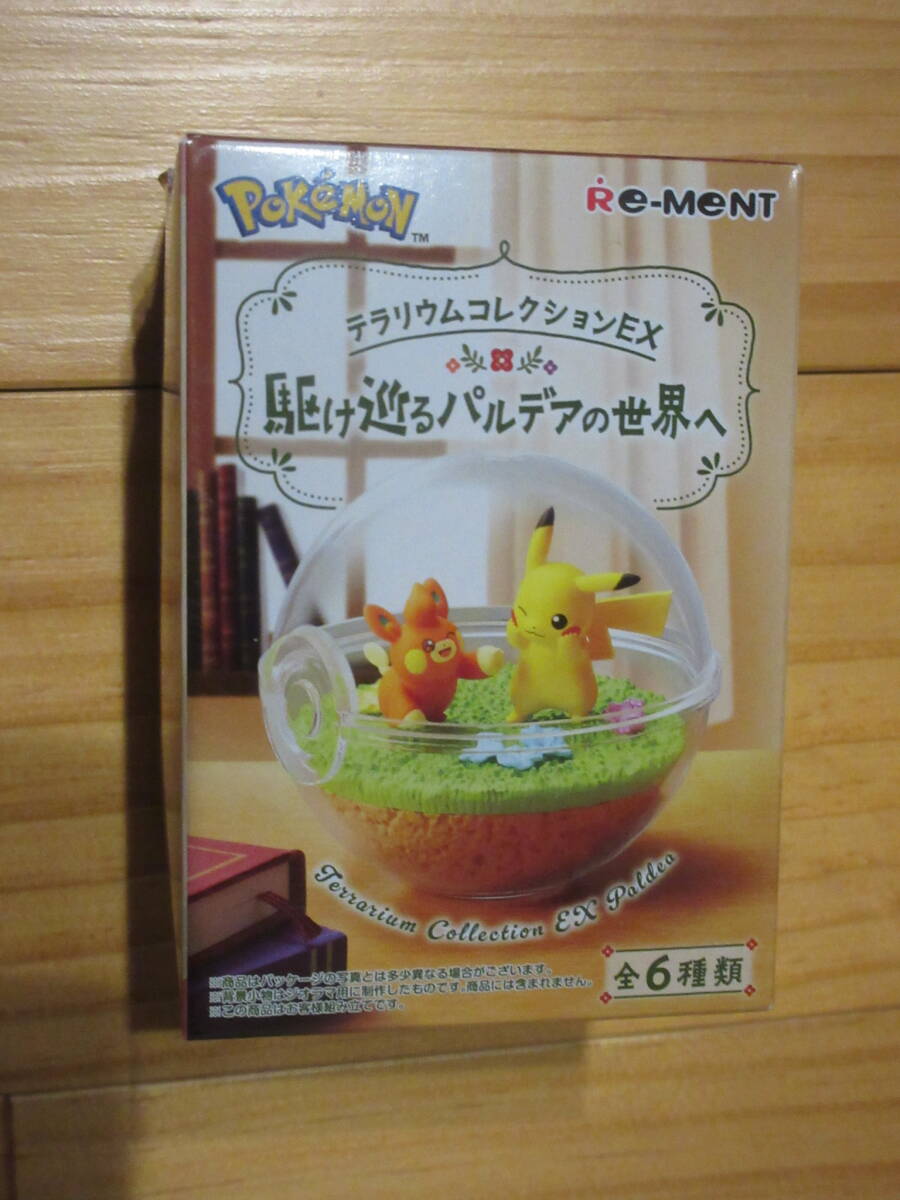 POKéMON™
Re-MeNT
テラリウムコレクションEX
駆け巡るパルデアの世界へ
Terrarium Collection EX Paldea
※商品はパッケージの写真とは多少異なる場合がございます。
※背景小物はジオラマ用に制作したものです。商品には含まれません。
※この商品はお客様組み立てです。
全6種類